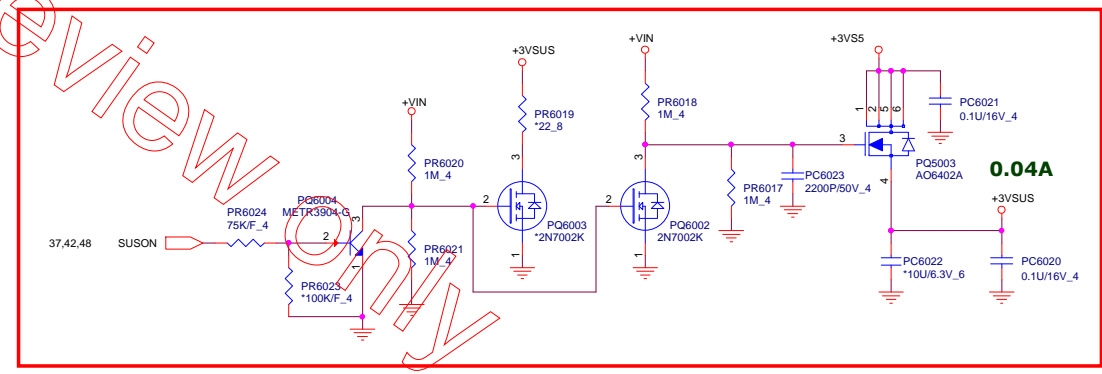 +3VSUS
+VIN
+3VS5
+VIN
PR6019
*22_8
PR6018
1M_4
PC6021
0.1U/16V_4
1
2
5
6
3
PQ5003
AO6402A
4
0.04A
+3VSUS
PR6020
1M_4
3
2
1
PQ6003
*2N7002K
3
2
1
PQ6002
2N7002K
PR6017
1M_4
PC6023
2200P/50V_4
PQ6004
METR3904-G
3
2
1
PR6024
75K/F_4
37,42,48
SUSON
PR6021
1M_4
PR6023
*100K/F_4
PC6022
*10U/6.3V_6
PC6020
0.1U/16V_4
eview only